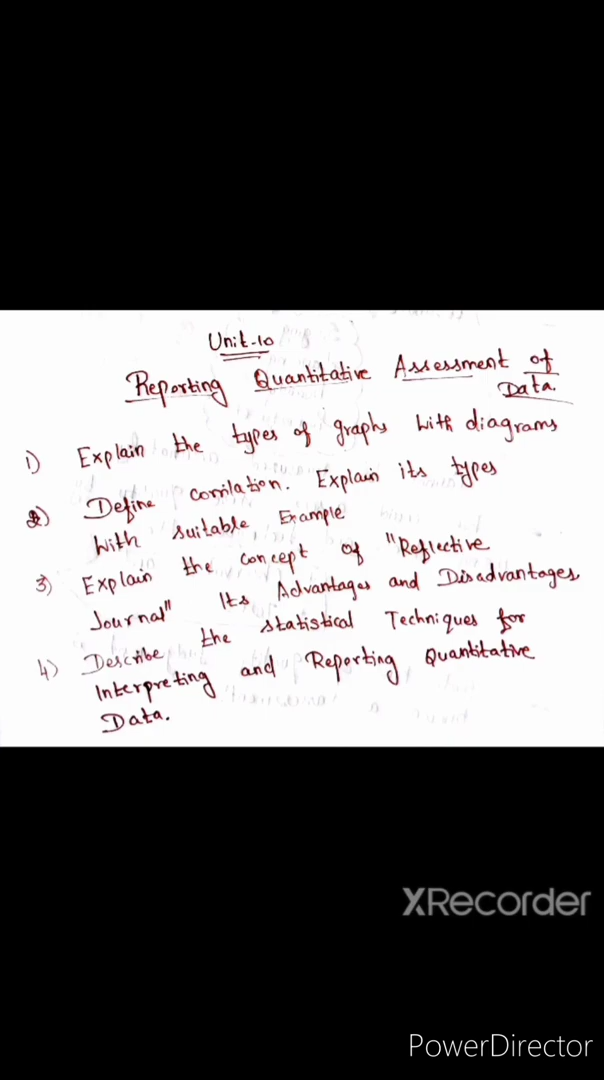 Unit-10
Reporting Quantitative Assessment of
Data.
1) Explain the types of graphs with diagrams
2) Define corrilation. Explain its types
with suitable Example
3) Explain the concept of "Reflective
Journal" Its Advantages and Disadvantages,
4) Describe the statistical Techniques for
Interpreting and Reporting Quantitative
Data.
XRecorder
PowerDirector